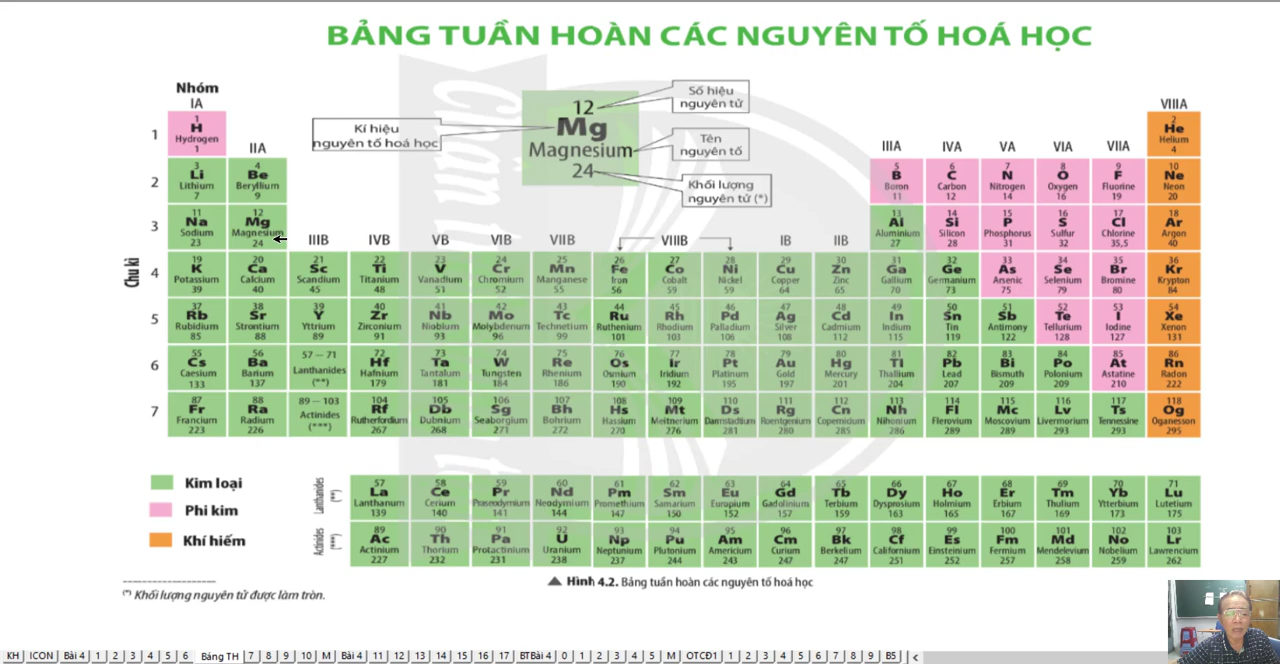 BẢNG TUẦN HOÀN CÁC NGUYÊN TỐ HOÁ HỌC
Nhóm
IA
IIA
IIIB
IVB
VB
VIB
VIIB
VIIIB
IB
IIB
IIIA
IVA
VA
VIA
VIIA
VIIIA
12
Mg
Magnesium
24
Số hiệu
nguyên tử
Kí hiệu
nguyên tố hoá học
Tên
nguyên tố
Khối lượng
nguyên tử (*)
Chu kì
1
1 H Hydrogen 1
2 He Helium 4
2
3 Li Lithium 7
4 Be Beryllium 9
5 B Boron 11
6 C Carbon 12
7 N Nitrogen 14
8 O Oxygen 16
9 F Fluorine 19
10 Ne Neon 20
3
11 Na Sodium 23
12 Mg Magnesium 24
13 Al Aluminium 27
14 Si Silicon 28
15 P Phosphorus 31
16 S Sulfur 32
17 Cl Chlorine 35,5
18 Ar Argon 40
4
19 K Potassium 39
20 Ca Calcium 40
21 Sc Scandium 45
22 Ti Titanium 48
23 V Vanadium 51
24 Cr Chromium 52
25 Mn Manganese 55
26 Fe Iron 56
27 Co Cobalt 59
28 Ni Nickel 59
29 Cu Copper 64
30 Zn Zinc 65
31 Ga Gallium 70
32 Ge Germanium 73
33 As Arsenic 75
34 Se Selenium 79
35 Br Bromine 80
36 Kr Krypton 84
5
37 Rb Rubidium 85
38 Sr Strontium 88
39 Y Yttrium 89
40 Zr Zirconium 91
41 Nb Niobium 93
42 Mo Molybdenum 96
43 Tc Technetium 99
44 Ru Ruthenium 101
45 Rh Rhodium 103
46 Pd Palladium 106
47 Ag Silver 108
48 Cd Cadmium 112
49 In Indium 115
50 Sn Tin 119
51 Sb Antimony 122
52 Te Tellurium 128
53 I Iodine 127
54 Xe Xenon 131
6
55 Cs Caesium 133
56 Ba Barium 137
57 – 71 Lanthanides (**)
72 Hf Hafnium 179
73 Ta Tantalum 181
74 W Tungsten 184
75 Re Rhenium 186
76 Os Osmium 190
77 Ir Iridium 192
78 Pt Platinum 195
79 Au Gold 197
80 Hg Mercury 201
81 Tl Thallium 204
82 Pb Lead 207
83 Bi Bismuth 209
84 Po Polonium 209
85 At Astatine 210
86 Rn Radon 222
7
87 Fr Francium 223
88 Ra Radium 226
89 – 103 Actinides (***)
104 Rf Rutherfordium 267
105 Db Dubnium 268
106 Sg Seaborgium 271
107 Bh Bohrium 272
108 Hs Hassium 270
109 Mt Meitnerium 276
110 Ds Darmstadtium 281
111 Rg Roentgenium 280
112 Cn Copernicium 285
113 Nh Nihonium 286
114 Fl Flerovium 289
115 Mc Moscovium 289
116 Lv Livermorium 293
117 Ts Tennessine 293
118 Og Oganesson 295
Kim loại
Phi kim
Khí hiếm
Lanthanides (**)
57 La Lanthanum 139
58 Ce Cerium 140
59 Pr Praseodymium 141
60 Nd Neodymium 144
61 Pm Promethium 147
62 Sm Samarium 150
63 Eu Europium 152
64 Gd Gadolinium 157
65 Tb Terbium 159
66 Dy Dysprosium 163
67 Ho Holmium 165
68 Er Erbium 167
69 Tm Thulium 169
70 Yb Ytterbium 173
71 Lu Lutetium 175
Actinides (***)
89 Ac Actinium 227
90 Th Thorium 232
91 Pa Protactinium 231
92 U Uranium 238
93 Np Neptunium 237
94 Pu Plutonium 244
95 Am Americium 243
96 Cm Curium 247
97 Bk Berkelium 247
98 Cf Californium 251
99 Es Einsteinium 252
100 Fm Fermium 257
101 Md Mendelevium 258
102 No Nobelium 259
103 Lr Lawrencium 262
▲ Hình 4.2. Bảng tuần hoàn các nguyên tố hoá học
(*) Khối lượng nguyên tử được làm tròn.
KH ICON Bài 4 1 2 3 4 5 6 Bảng TH 7 8 9 10 M Bài 4 11 12 13 14 15 16 17 BTBài 4 0 1 2 3 4 5 M OTCĐ1 1 2 3 4 5 6 7 8 9 B5